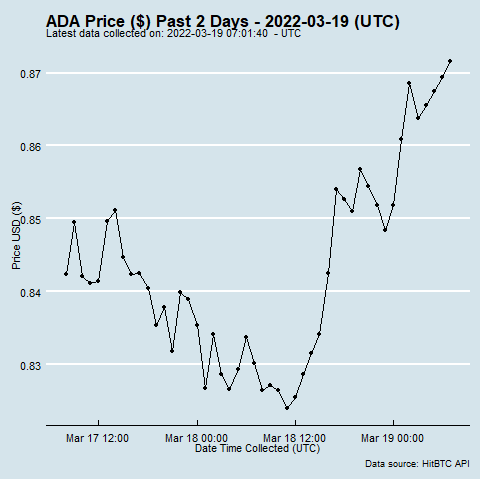 ADA Price ($) Past 2 Days - 2022-03-19 (UTC)
Latest data collected on: 2022-03-19 07:01:40 - UTC
0.87
0.86
0.85
0.84
0.83
Price USD ($)
Mar 17 12:00 Mar 18 00:00 Mar 18 12:00 Mar 19 00:00
Date Time Collected (UTC)
Data source: HitBTC API